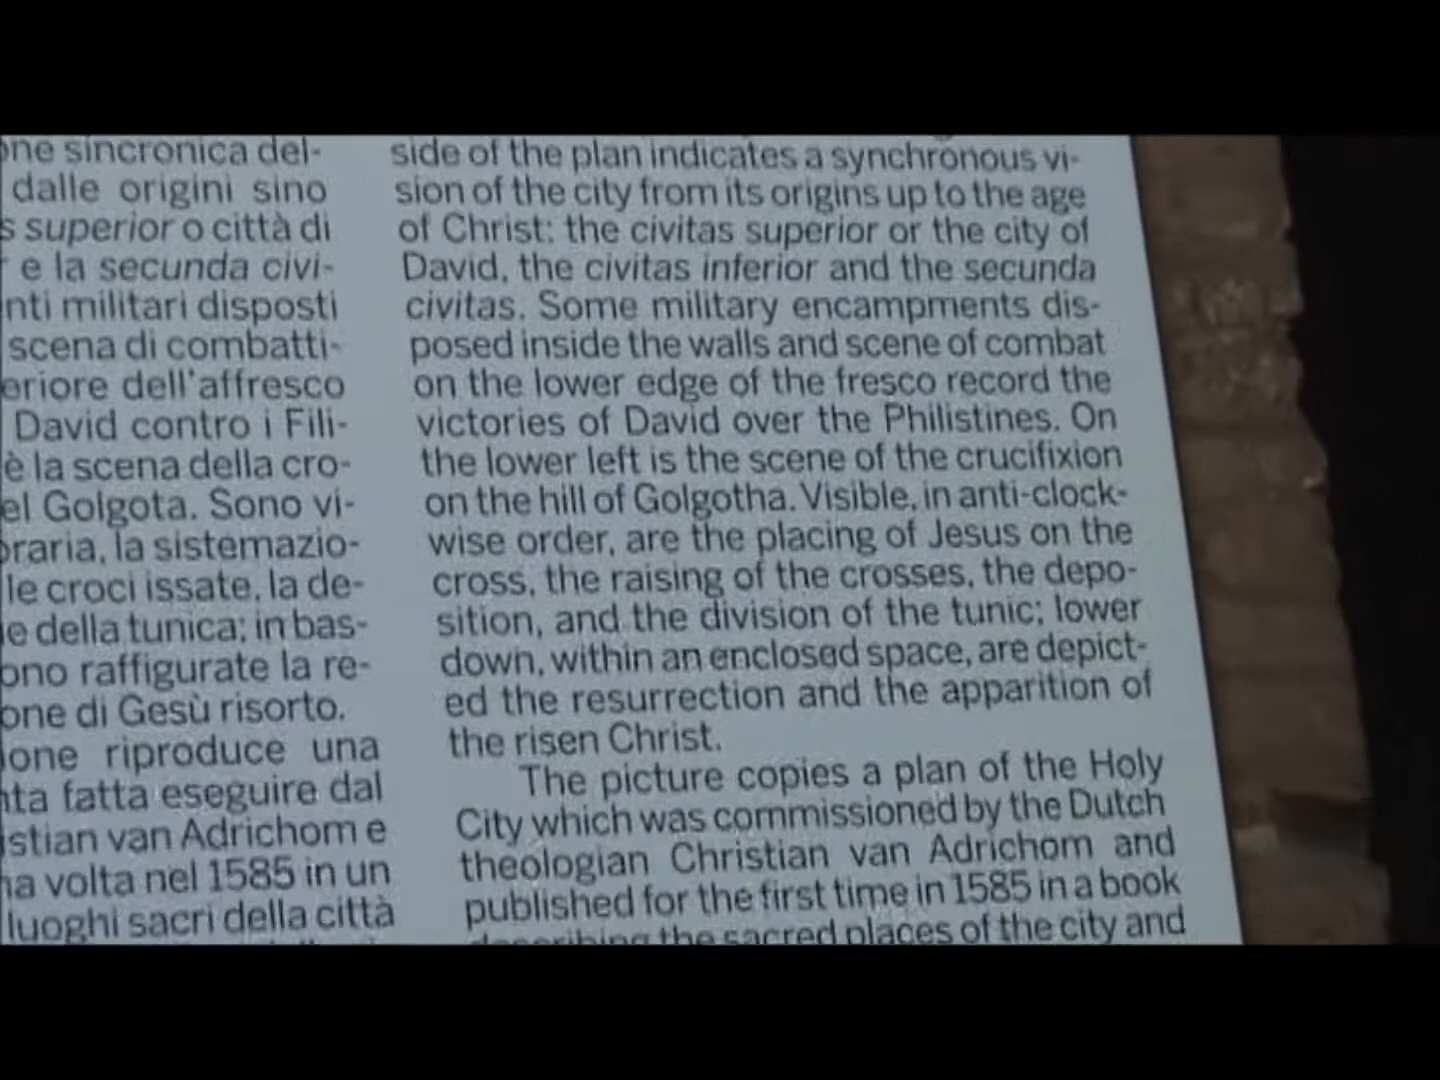 one sincronica del-
dalle origini sino
s superior o città di
e la secunda civi-
nti militari disposti
scena di combatti-
eriore dell'affresco
David contro i Fili-
è la scena della cro-
el Golgota. Sono vi-
oraria, la sistemazio-
le croci issate, la de-
e della tunica; in bas-
ono raffigurate la re-
one di Gesù risorto.
ione riproduce una
nta fatta eseguire dal
istian van Adrichom e
na volta nel 1585 in un
luoghi sacri della città
side of the plan indicates a synchronous vi-
sion of the city from its origins up to the age
of Christ: the civitas superior or the city of
David, the civitas inferior and the secunda
civitas. Some military encampments dis-
posed inside the walls and scene of combat
on the lower edge of the fresco record the
victories of David over the Philistines. On
the lower left is the scene of the crucifixion
on the hill of Golgotha. Visible, in anti-clock-
wise order, are the placing of Jesus on the
cross, the raising of the crosses, the depo-
sition, and the division of the tunic; lower
down, within an enclosed space, are depict-
ed the resurrection and the apparition of
the risen Christ.
The picture copies a plan of the Holy
City which was commissioned by the Dutch
theologian Christian van Adrichom and
published for the first time in 1585 in a book
describing the sacred places of the city and